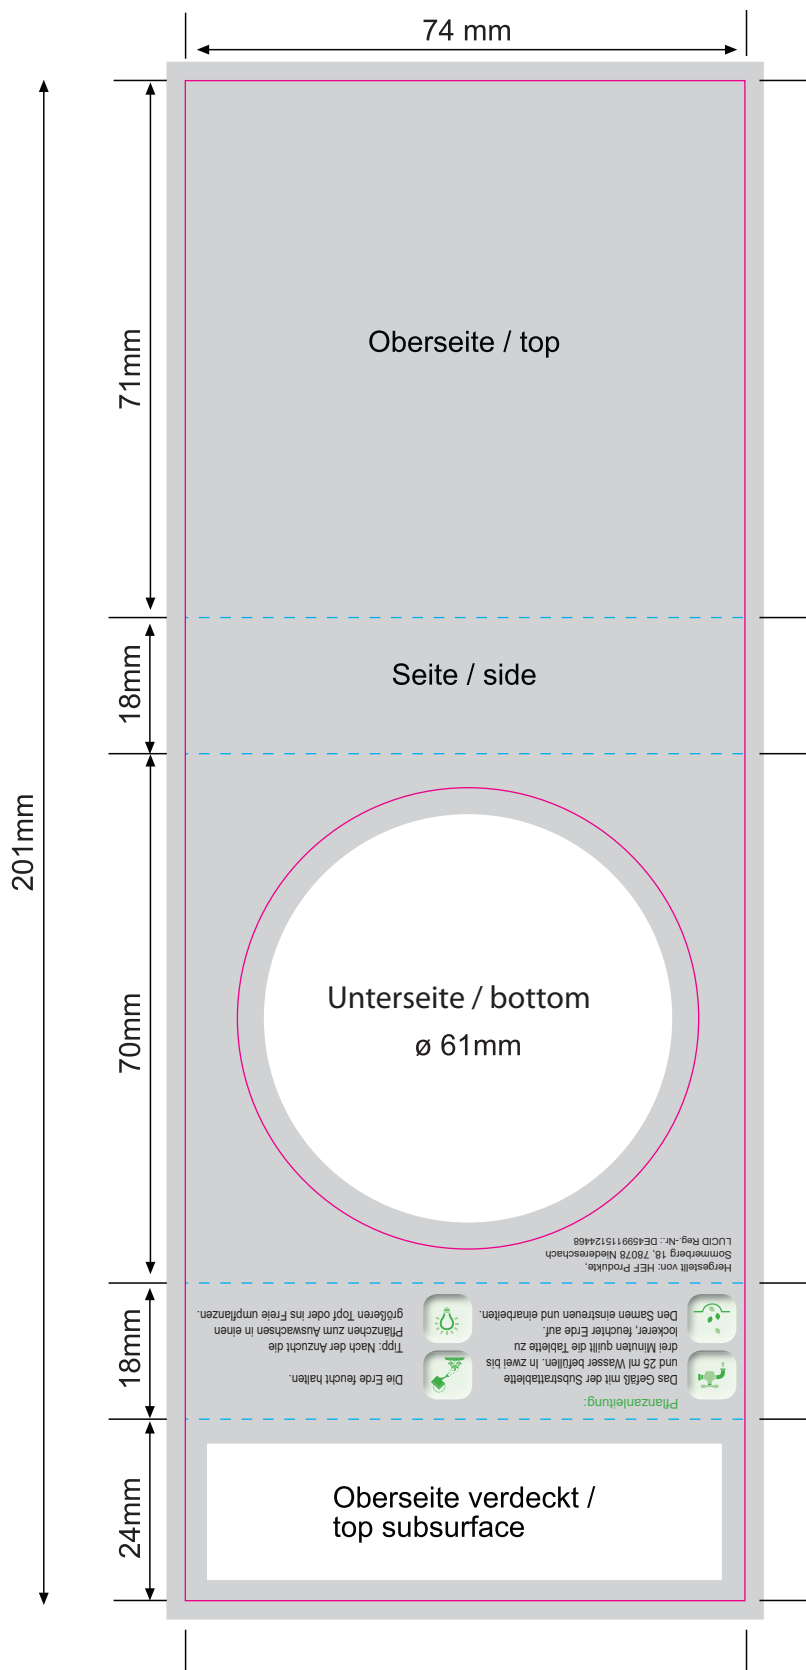 74 mm
201mm
71mm
Oberseite / top
18mm
Seite / side
70mm
Unterseite / bottom
ø 61mm
Hergestellt von: HEF Produkte,
Sommerberg 18, 78078 Niedereschach
LUCID Reg.-Nr.: DE4599115124468
18mm
Pflanzanleitung:
Das Gefäß mit der Substrattablette
und 25 ml Wasser befüllen. In zwei bis
drei Minuten quillt die Tablette zu
lockerer, feuchter Erde auf.
Den Samen einstreuen und einarbeiten.
Die Erde feucht halten.
Tipp: Nach der Anzucht die
Pflänzchen zum Auswachsen in einen
größeren Topf oder ins Freie umpflanzen.
24mm
Oberseite verdeckt /
top subsurface